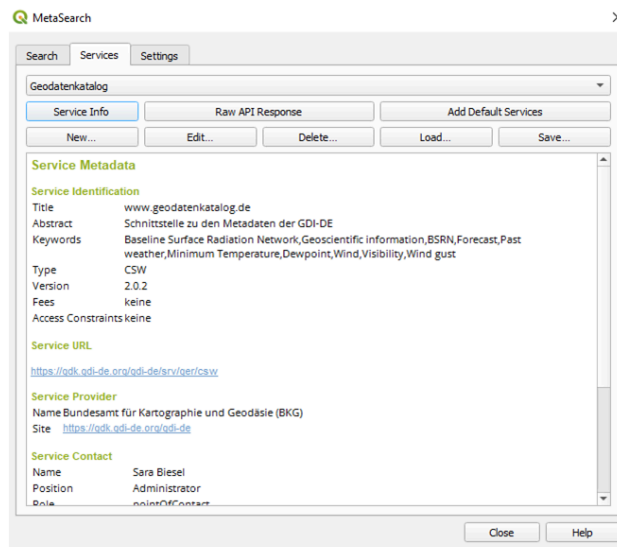 MetaSearch
Search Services Settings
Geodatenkatalog
Service Info Raw API Response Add Default Services
New... Edit... Delete... Load... Save...
Service Metadata
Service Identification
Title www.geodatenkatalog.de
Abstract Schnittstelle zu den Metadaten der GDI-DE
Keywords Baseline Surface Radiation Network,Geoscientific information,BSRN,Forecast,Past
weather,Minimum Temperature,Dewpoint,Wind,Visibility,Wind gust
Type CSW
Version 2.0.2
Fees keine
Access Constraints keine
Service URL
https://gdk.gdi-de.org/gdi-de/srv/ger/csw
Service Provider
Name Bundesamt für Kartographie und Geodäsie (BKG)
Site https://gdk.gdi-de.org/gdi-de
Service Contact
Name Sara Biesel
Position Administrator
Role pointOfContact
Close Help